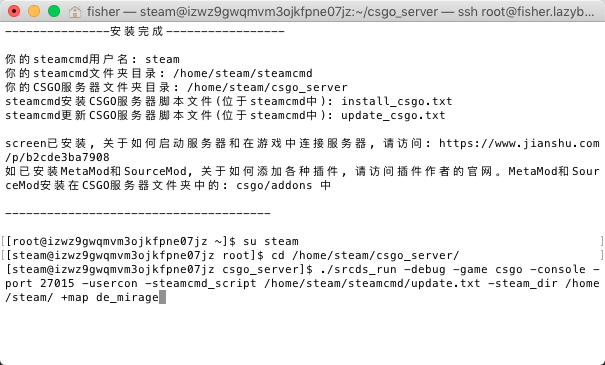 fisher — steam@izwz9gwqmvm3ojkfpne07jz:~/csgo_server — ssh root@fisher.lazyb...
---------------安装完成-----------------
你的steamcmd用户名: steam
你的steamcmd文件夹目录: /home/steam/steamcmd
你的CSGO服务器文件夹目录: /home/steam/csgo_server
steamcmd安装CSGO服务器脚本文件(位于steamcmd中): install_csgo.txt
steamcmd更新CSGO服务器脚本文件(位于steamcmd中): update_csgo.txt
screen已安装, 关于如何启动服务器和在游戏中连接服务器, 请访问: https://www.jianshu.com
/p/b2cde3ba7908
如已安装MetaMod和SourceMod, 关于如何添加各种插件, 请访问插件作者的官网。MetaMod和Sour
ceMod安装在CSGO服务器文件夹中的: csgo/addons 中
--------------------------------------
[[root@izwz9gwqmvm3ojkfpne07jz ~]$ su steam ]
[[steam@izwz9gwqmvm3ojkfpne07jz root]$ cd /home/steam/csgo_server/ ]
[steam@izwz9gwqmvm3ojkfpne07jz csgo_server]$ ./srcds_run -debug -game csgo -console -
port 27015 -usercon -steamcmd_script /home/steam/steamcmd/update.txt -steam_dir /home
/steam/ +map de_mirage